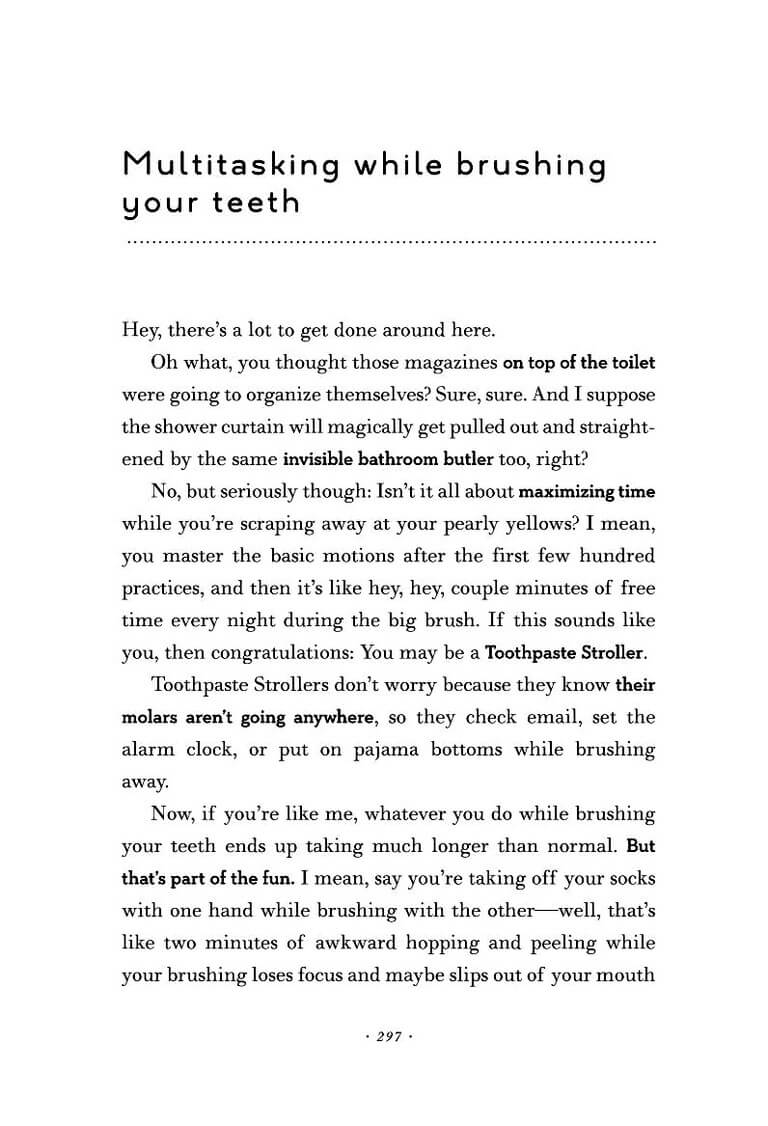 Multitasking while brushing
your teeth
Hey, there’s a lot to get done around here.
Oh what, you thought those magazines on top of the toilet
were going to organize themselves? Sure, sure. And I suppose
the shower curtain will magically get pulled out and straight-
ened by the same invisible bathroom butler too, right?
No, but seriously though: Isn’t it all about maximizing time
while you’re scraping away at your pearly yellows? I mean,
you master the basic motions after the first few hundred
practices, and then it’s like hey, hey, couple minutes of free
time every night during the big brush. If this sounds like
you, then congratulations: You may be a Toothpaste Stroller.
Toothpaste Strollers don’t worry because they know their
molars aren’t going anywhere, so they check email, set the
alarm clock, or put on pajama bottoms while brushing
away.
Now, if you’re like me, whatever you do while brushing
your teeth ends up taking much longer than normal. But
that’s part of the fun. I mean, say you’re taking off your socks
with one hand while brushing with the other—well, that’s
like two minutes of awkward hopping and peeling while
your brushing loses focus and maybe slips out of your mouth
· 297 ·